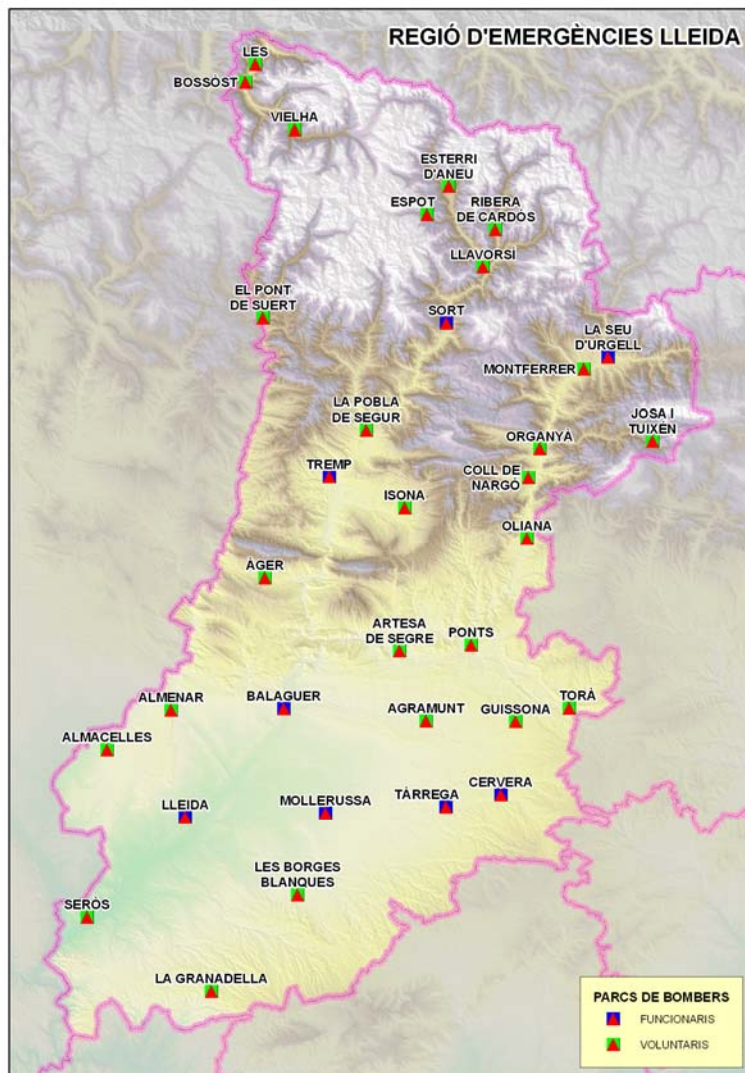 REGIÓ D'EMERGÈNCIES LLEIDA
LES
BOSSÒST
VIELHA
ESTERRI
D'ANEU
ESPOT
RIBERA
DE CARDÓS
LLAVORSÍ
EL PONT
DE SUERT
SORT
LA SEU
D'URGELL
MONTFERRER
LA POBLA
DE SEGUR
JOSA I
TUIXÉN
ORGANYÀ
TREMP
COLL DE
NARGÓ
ISONA
OLIANA
ÀGER
ARTESA
DE SEGRE
PONTS
ALMENAR
BALAGUER
AGRAMUNT
GUISSONA
TORÀ
ALMACELLES
LLEIDA
MOLLERUSSA
TÀRREGA
CERVERA
LES BORGES
BLANQUES
SERÒS
LA GRANADELLA
PARCS DE BOMBERS
FUNCIONARIS
VOLUNTARIS